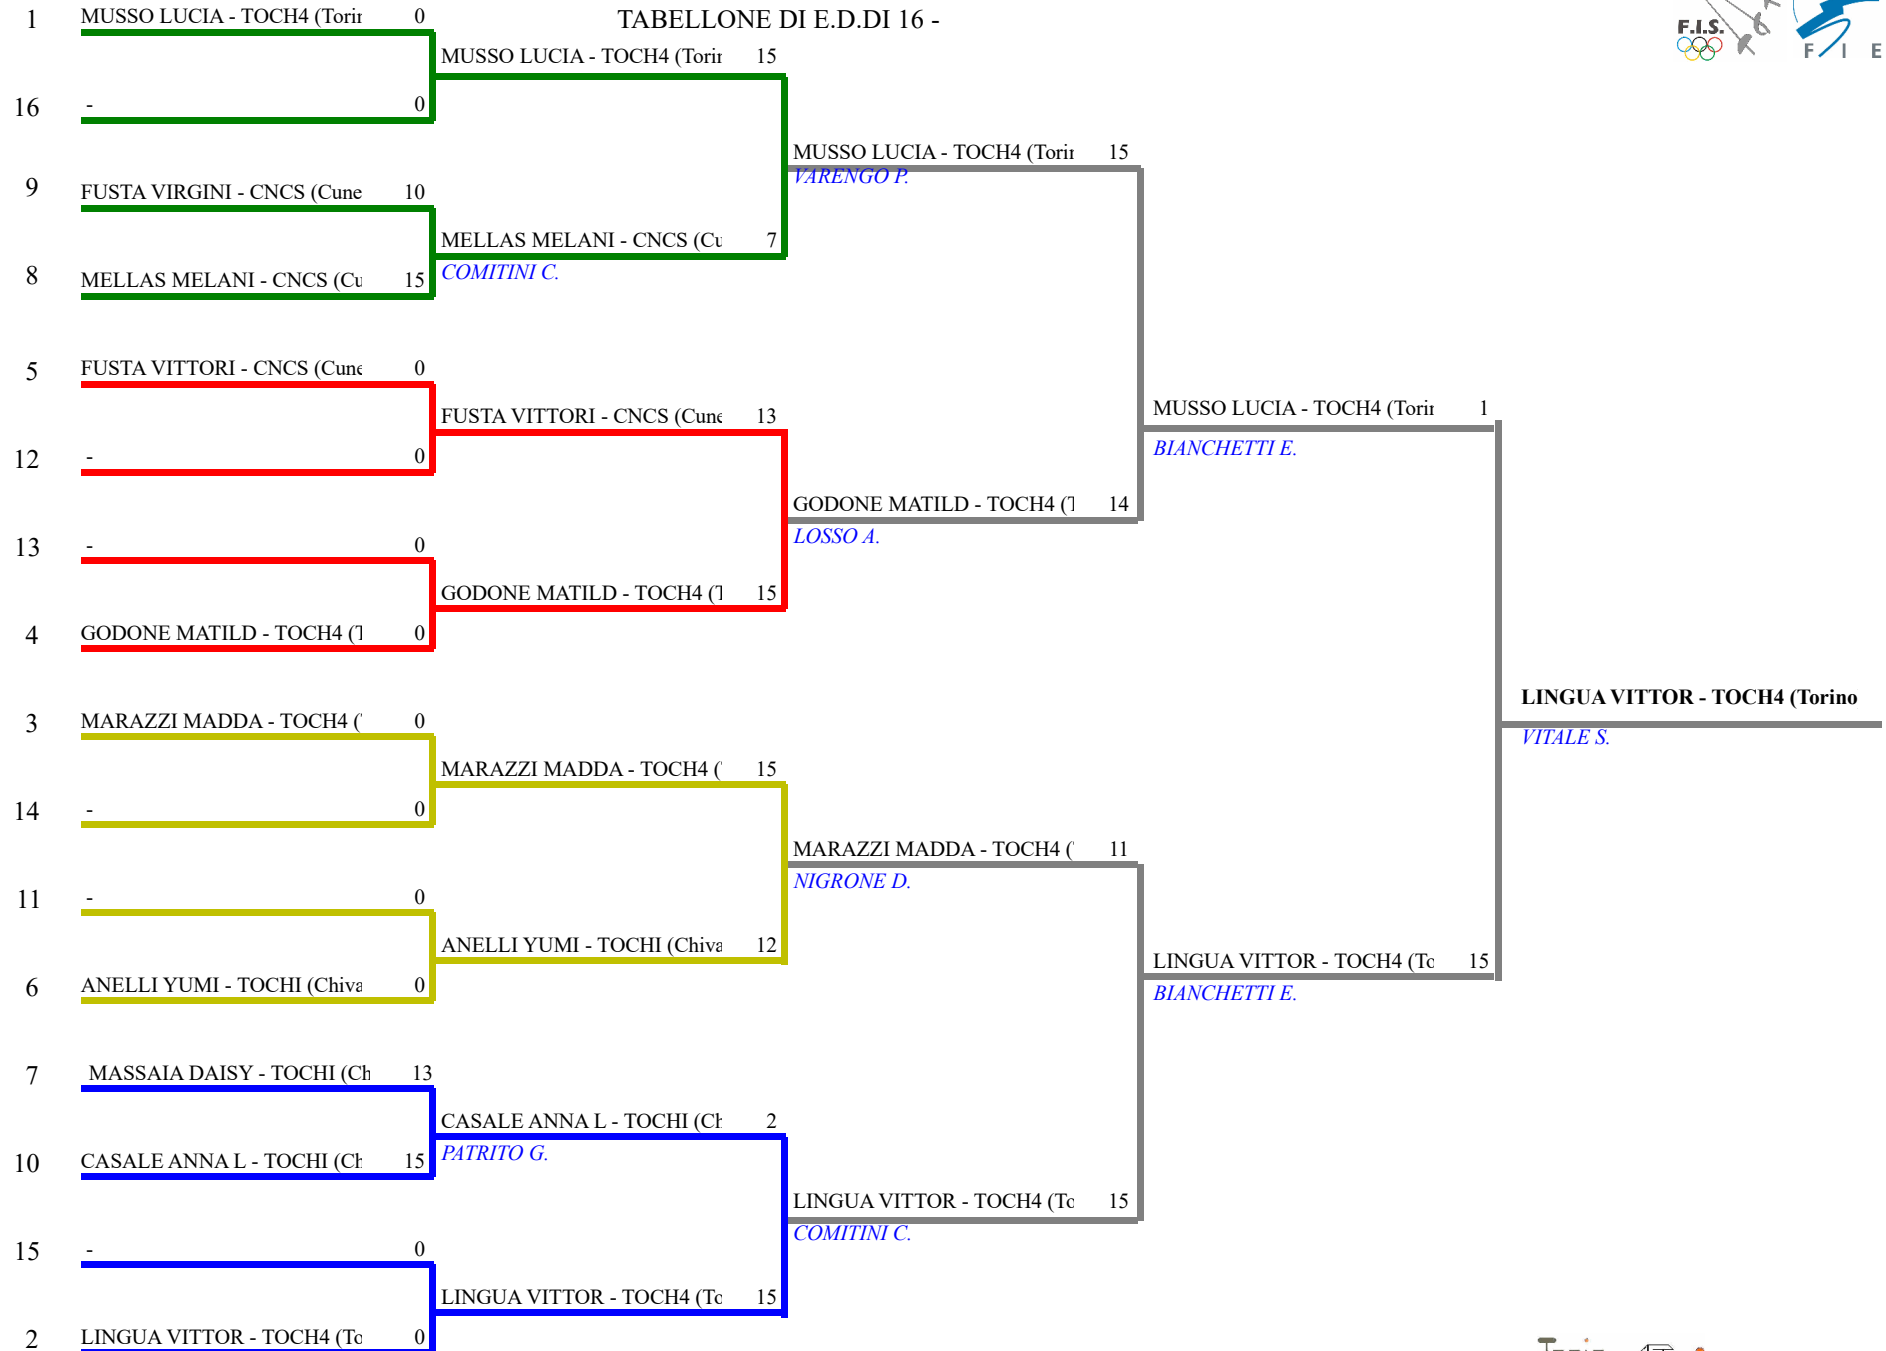 TABELLONE DI E.D.DI 16 -
F.I.S.
F I E
1 MUSSO LUCIA - TOCH4 (Torir 0
MUSSO LUCIA - TOCH4 (Torir 15
16 - 0
MUSSO LUCIA - TOCH4 (Torir 15
VARENGO P.
9 FUSTA VIRGINI - CNCS (Cune 10
MELLAS MELANI - CNCS (Cu 7
COMITINI C.
8 MELLAS MELANI - CNCS (Cu 15
5 FUSTA VITTORI - CNCS (Cune 0
FUSTA VITTORI - CNCS (Cune 13
MUSSO LUCIA - TOCH4 (Torir 1
BIANCHETTI E.
12 - 0
GODONE MATILD - TOCH4 (T 14
LOSSO A.
13 - 0
GODONE MATILD - TOCH4 (T 15
4 GODONE MATILD - TOCH4 (T 0
LINGUA VITTOR - TOCH4 (Torino
VITALE S.
3 MARAZZI MADDA - TOCH4 (' 0
MARAZZI MADDA - TOCH4 (' 15
14 - 0
MARAZZI MADDA - TOCH4 (' 11
NIGRONE D.
11 - 0
ANELLI YUMI - TOCHI (Chiva 12
LINGUA VITTOR - TOCH4 (To 15
BIANCHETTI E.
6 ANELLI YUMI - TOCHI (Chiva 0
7 MASSAIA DAISY - TOCHI (Ch 13
CASALE ANNA L - TOCHI (Ch 2
PATRITO G.
10 CASALE ANNA L - TOCHI (Ch 15
LINGUA VITTOR - TOCH4 (To 15
COMITINI C.
15 - 0
LINGUA VITTOR - TOCH4 (To 15
2 LINGUA VITTOR - TOCH4 (To 0